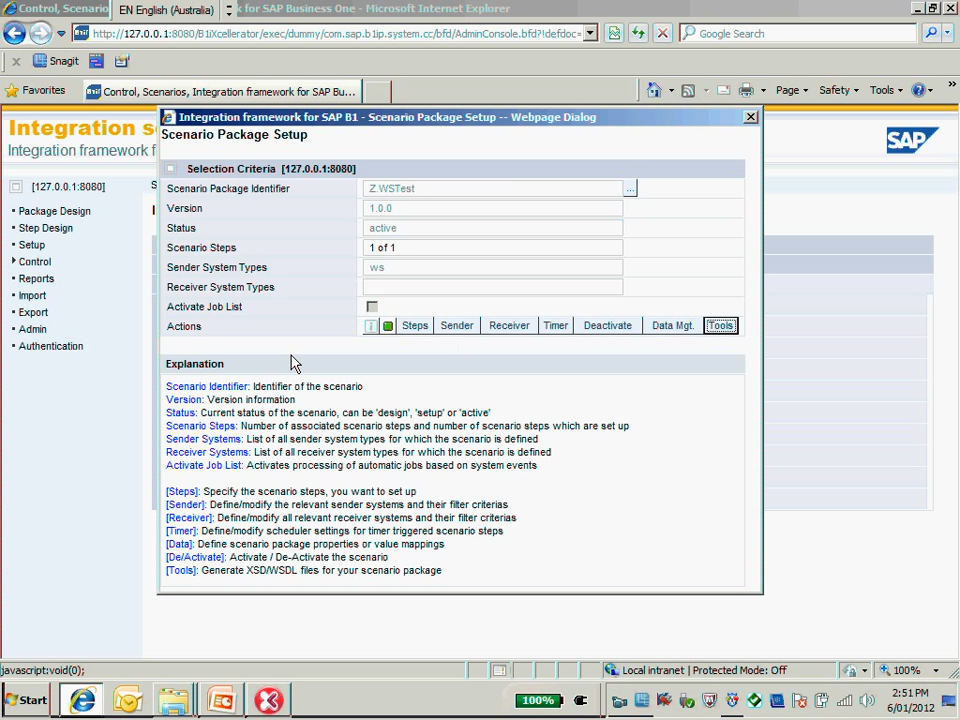 Control, Scenario EN English (Australia) k for SAP Business One - Microsoft Internet Explorer
http://127.0.0.1:8080/B1iXcellerator/exec/dummy/com.sap.b1ip.system.cc/bfd/AdminConsole.bfd?!defdoc=
Google Search
x Snagit
Favorites Control, Scenarios, Integration framework for SAP Bu...
Page Safety Tools »
Integration s
Integration framework f
SAP
Integration framework for SAP B1 - Scenario Package Setup -- Webpage Dialog
Scenario Package Setup
Selection Criteria [127.0.0.1:8080]
[127.0.0.1:8080] S
Package Design
Step Design
Setup
Control
Reports
Import
Export
Admin
Authentication
Scenario Package Identifier Z.WSTest ...
Version 1.0.0
Status active
Scenario Steps 1 of 1
Sender System Types ws
Receiver System Types
Activate Job List
Actions i Steps Sender Receiver Timer Deactivate Data Mgt. Tools
Explanation
Scenario Identifier: Identifier of the scenario
Version: Version information
Status: Current status of the scenario, can be 'design', 'setup' or 'active'
Scenario Steps: Number of associated scenario steps and number of scenario steps which are set up
Sender Systems: List of all sender system types for which the scenario is defined
Receiver Systems: List of all receiver system types for which the scenario is defined
Activate Job List: Activates processing of automatic jobs based on system events
[Steps]: Specify the scenario steps, you want to set up
[Sender]: Define/modify the relevant sender systems and their filter criterias
[Receiver]: Define/modify all relevant receiver systems and their filter criterias
[Timer]: Define/modify scheduler settings for timer triggered scenario steps
[Data]: Define scenario package properties or value mappings
[De/Activate]: Activate / De-Activate the scenario
[Tools]: Generate XSD/WSDL files for your scenario package
javascript:void(0); Local intranet | Protected Mode: Off 100%
Start 100% 2:51 PM
6/01/2012